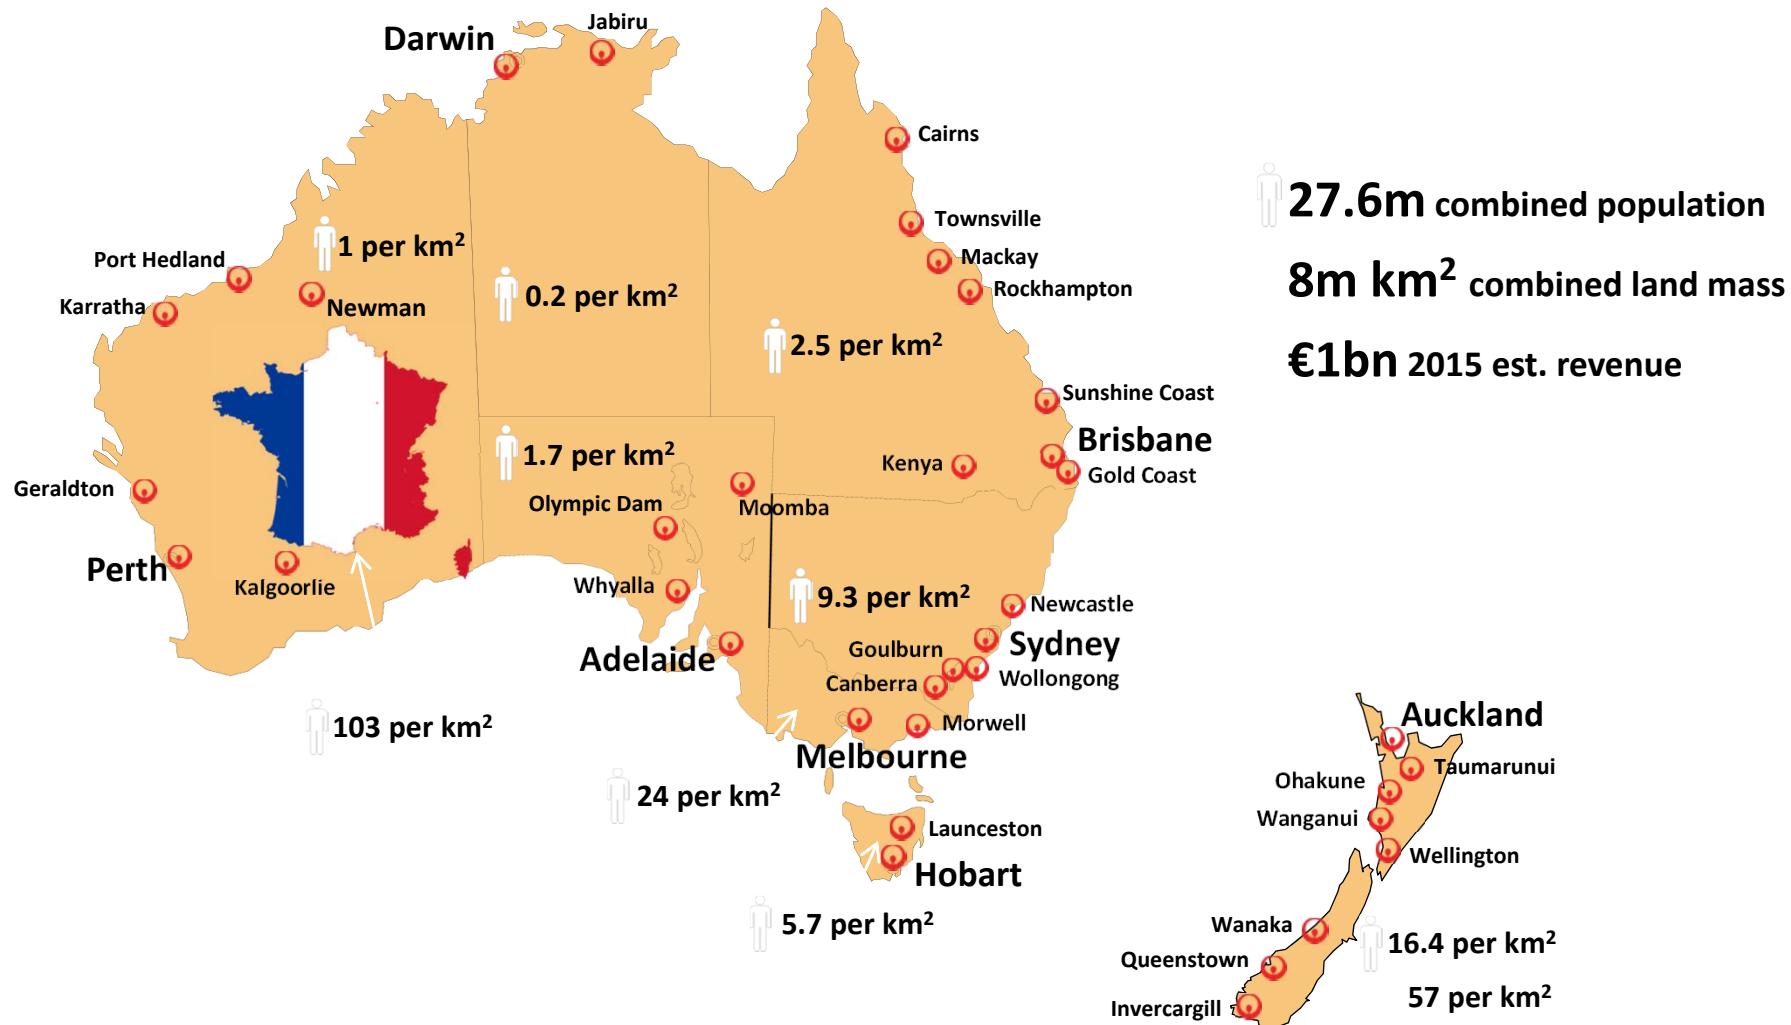 Jabiru
Darwin
Cairns
27.6m combined population
Townsville
1 per km²
Mackay
Port Hedland
8m km² combined land mass
Rockhampton
0.2 per km²
Karratha
Newman
2.5 per km²
€1bn 2015 est. revenue
Sunshine Coast
Brisbane
1.7 per km²
Kenya
Gold Coast
Geraldton
Olympic Dam
Moomba
Perth
Kalgoorlie
Whyalla
9.3 per km²
Newcastle
Sydney
Goulburn
Adelaide
Wollongong
Canberra
Auckland
Morwell
103 per km²
Melbourne
Taumarunui
Ohakune
24 per km²
Wanganui
Launceston
Wellington
Hobart
5.7 per km²
Wanaka
16.4 per km²
Queenstown
57 per km²
Invercargill